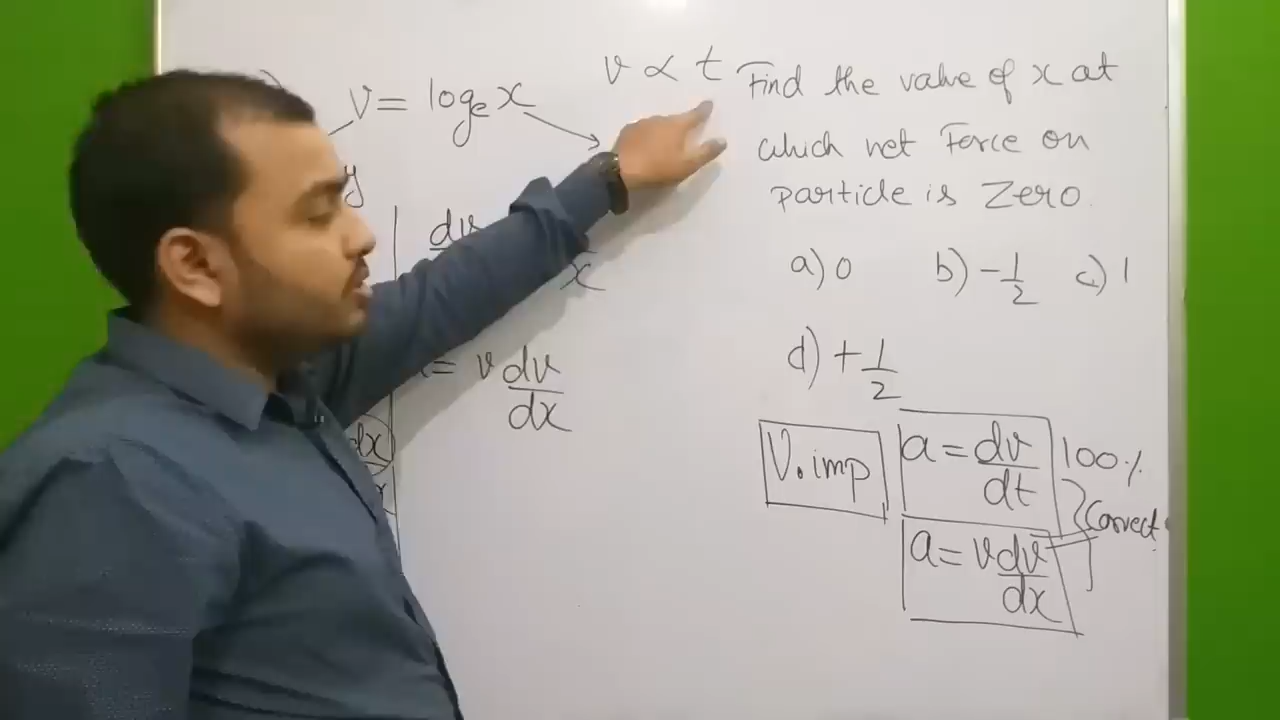 v ∝ t
V = logₑ x
Find the value of x at
which net Force on
particle is Zero.
y
dv
x
a) 0 b) -1/2 c) 1
d) + 1/2
= v dv/dx
dx
V. imp
a = dv/dt
100%
Correct
a = v dv/dx